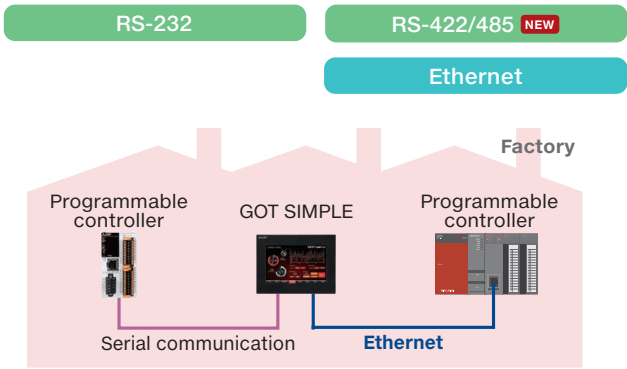 RS-232
RS-422/485 NEW
Ethernet
Factory
Programmable
controller
GOT SIMPLE
Programmable
controller
Serial communication
Ethernet